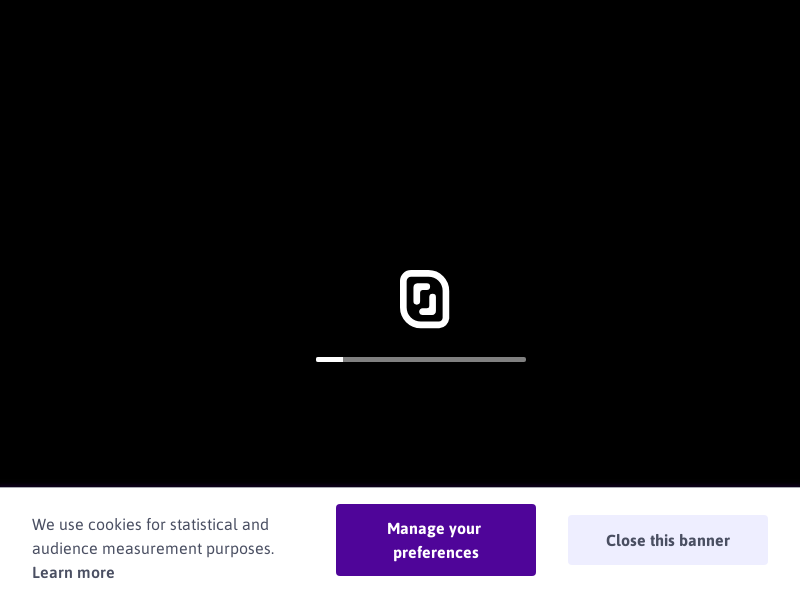 We use cookies for statistical and
audience measurement purposes.
Learn more
Manage your
preferences
Close this banner